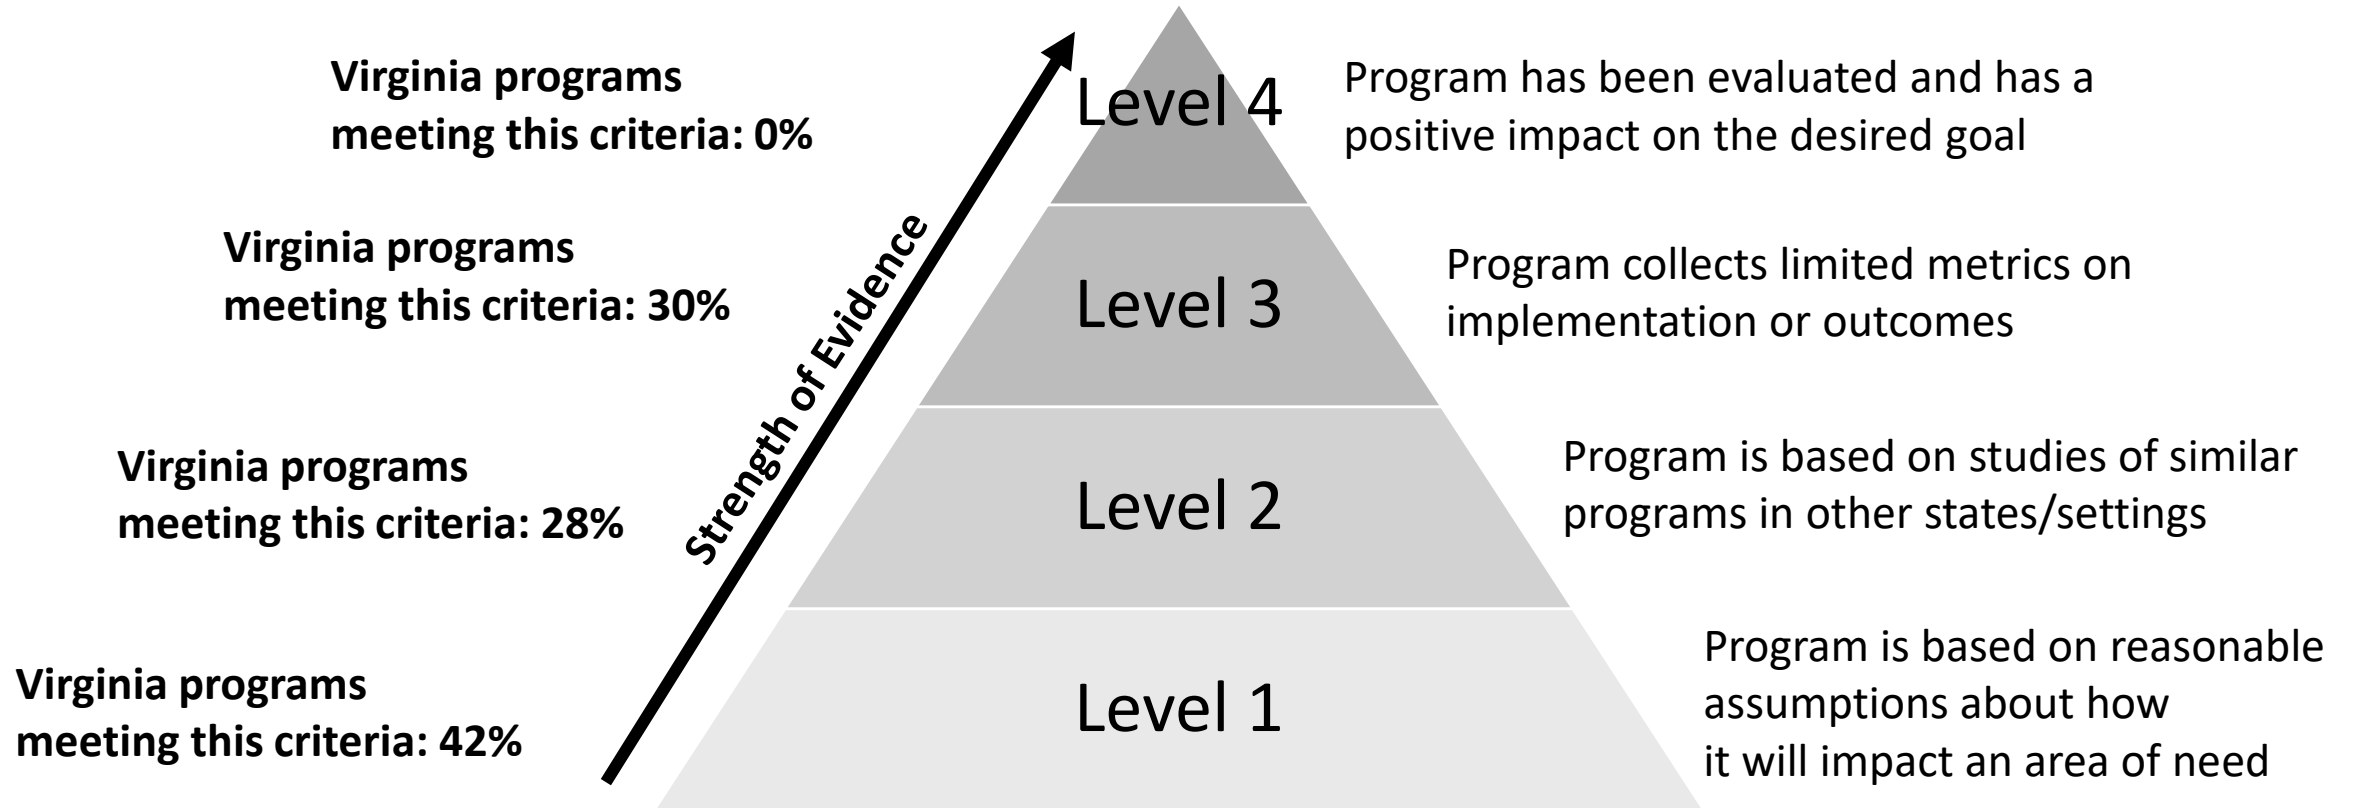 Virginia programs
meeting this criteria: 0%
Level 4
Program has been evaluated and has a
positive impact on the desired goal
Virginia programs
meeting this criteria: 30%
Level 3
Program collects limited metrics on
implementation or outcomes
Strength of Evidence
Virginia programs
meeting this criteria: 28%
Level 2
Program is based on studies of similar
programs in other states/settings
Virginia programs
meeting this criteria: 42%
Level 1
Program is based on reasonable
assumptions about how
it will impact an area of need